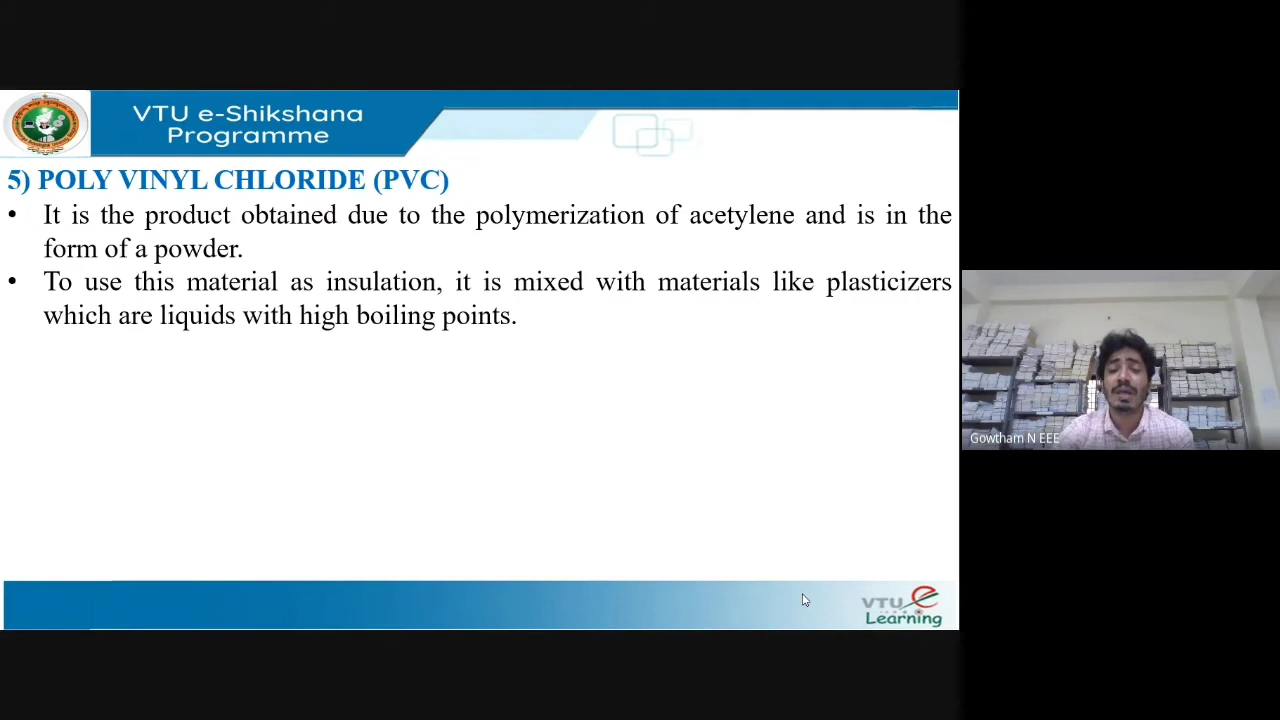 VTU e-Shikshana
Programme
5) POLY VINYL CHLORIDE (PVC)
• It is the product obtained due to the polymerization of acetylene and is in the
form of a powder.
• To use this material as insulation, it is mixed with materials like plasticizers
which are liquids with high boiling points.
Gowtham N EEE
VTU e
Learning